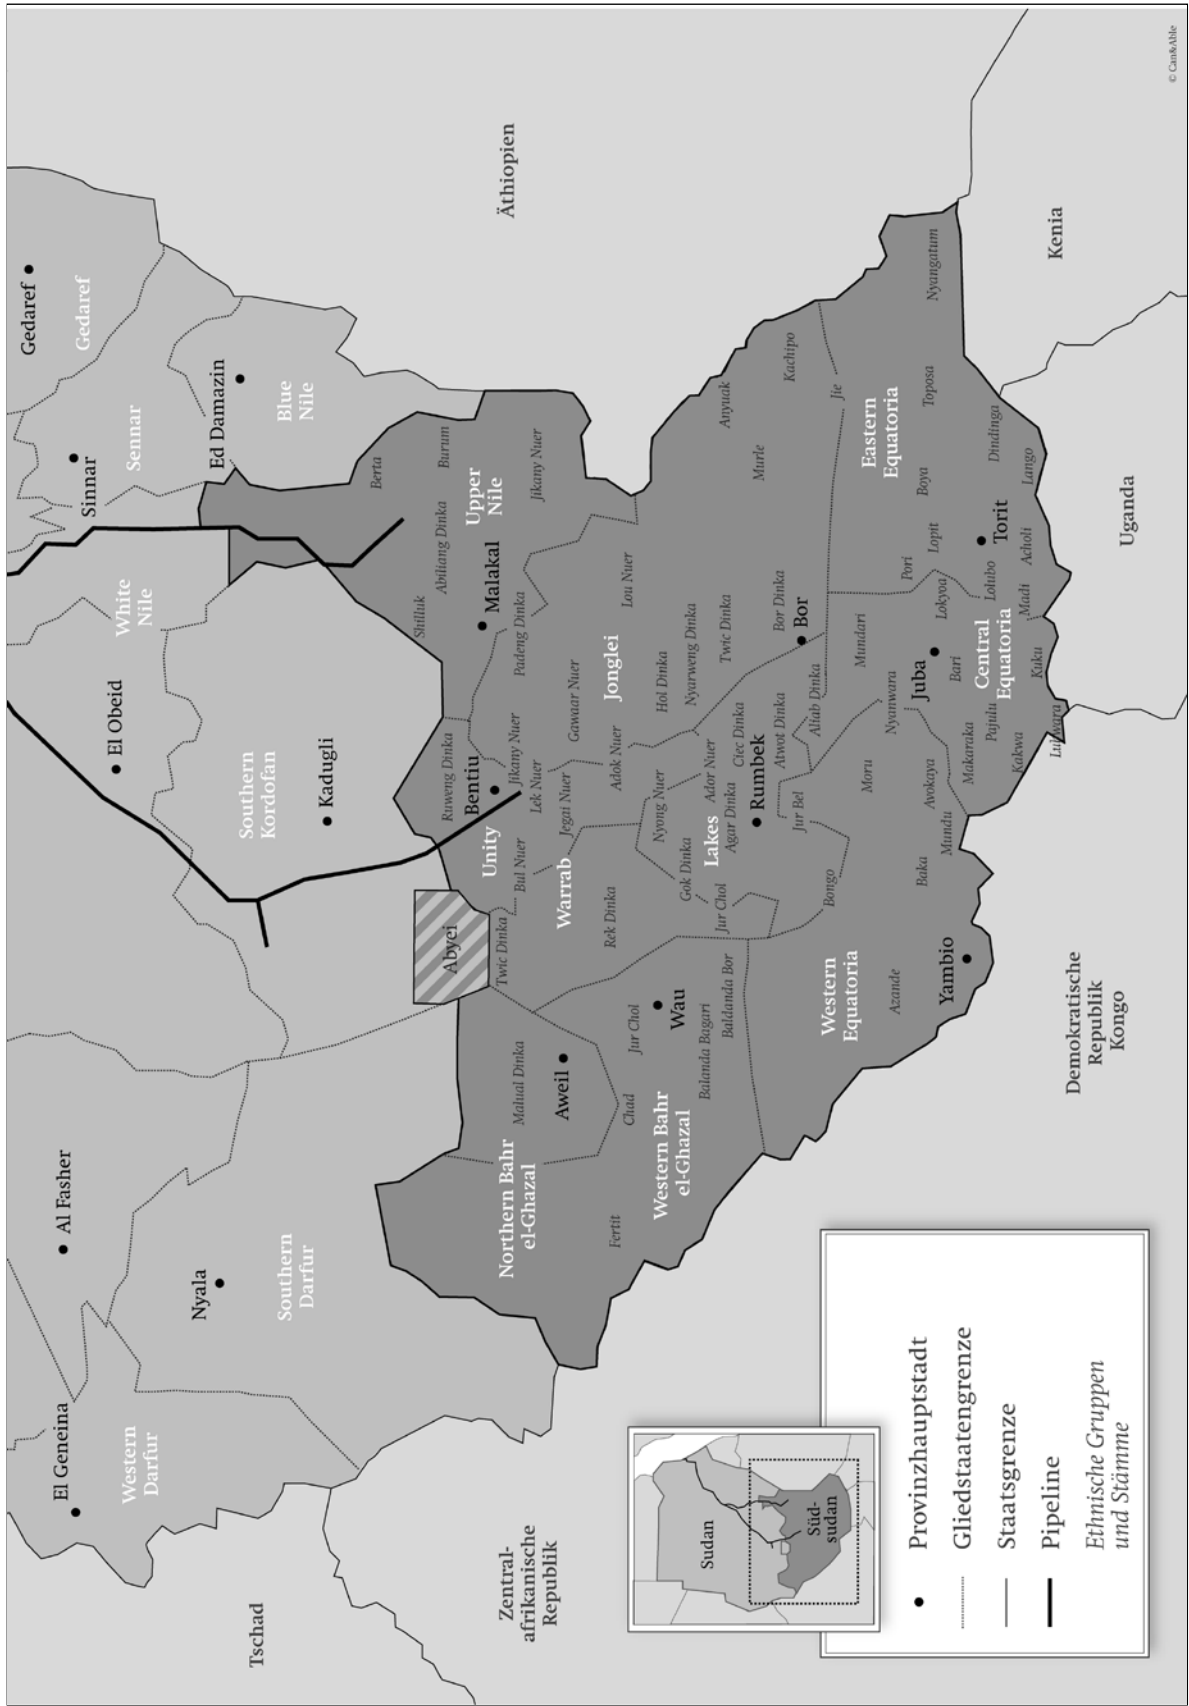 Tschad
El Geneina
Western
Darfur
Al Fasher
Nyala
Southern
Darfur
El Obeid
Southern
Kordofan
Kadugli
White
Nile
Sinnar
Sennar
Gedaref
Gedaref
Ed Damazin
Blue
Nile
Äthiopien
Abyei
Zentral-
afrikanische
Republik
Northern Bahr
el-Ghazal
Malual Dinka
Aweil
Twic Dinka
Fertit
Chad
Jur Chol
Western Bahr
el-Ghazal
Wau
Balanda Bagari
Baldanda Bor
Warrab
Rek Dinka
Unity
Ruweng Dinka
Bentiu
Jikany Nuer
Lek Nuer
Bul Nuer
Jegai Nuer
Adok Nuer
Nyong Nuer
Upper
Nile
Berta
Burum
Abiliang Dinka
Shilluk
Malakal
Jikany Nuer
Padeng Dinka
Jonglei
Lou Nuer
Gawaar Nuer
Hol Dinka
Nyarweng Dinka
Twic Dinka
Bor Dinka
Bor
Anyuak
Murle
Kachipo
Jie
Lakes
Gok Dinka
Jur Chol
Agar Dinka
Ador Nuer
Ciec Dinka
Rumbek
Atwot Dinka
Aliab Dinka
Jur Bel
Bongo
Western
Equatoria
Azande
Yambio
Baka
Mundu
Avokaya
Moru
Central
Equatoria
Mundari
Nyanwara
Juba
Bari
Makaraka
Pajulu
Kakwa
Kuku
Lulwara
Lokyoa
Lolubo
Madi
Eastern
Equatoria
Pori
Lopit
Boya
Toposa
Nyangatum
Torit
Dindinga
Lango
Acholi
Demokratische
Republik
Kongo
Uganda
Kenia
Sudan
Süd-
sudan
Provinzhauptstadt
Gliedstaatengrenze
Staatsgrenze
Pipeline
Ethnische Gruppen
und Stämme
© Can&Able